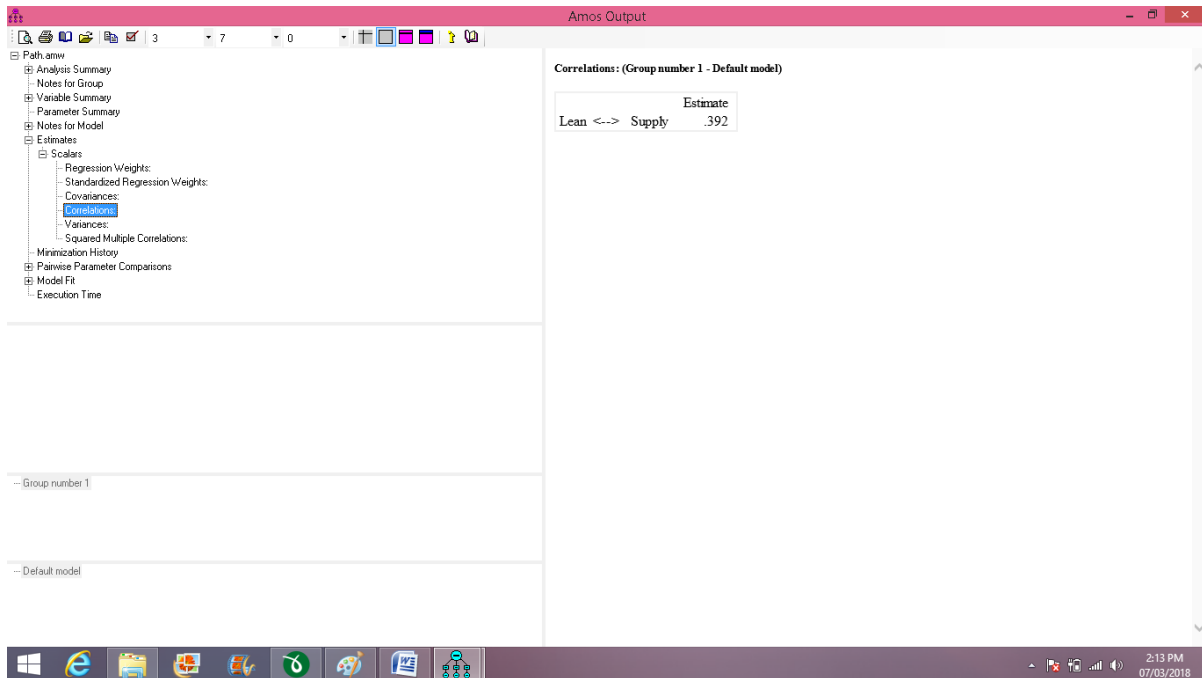 Amos Output
3 7 0
Path.amw
Analysis Summary
Notes for Group
Variable Summary
Parameter Summary
Notes for Model
Estimates
Scalars
Regression Weights:
Standardized Regression Weights:
Covariances:
Correlations:
Variances:
Squared Multiple Correlations:
Minimization History
Pairwise Parameter Comparisons
Model Fit
Execution Time
Group number 1
Default model
Correlations: (Group number 1 - Default model)
Estimate
Lean <--> Supply .392
2:13 PM
07/03/2018